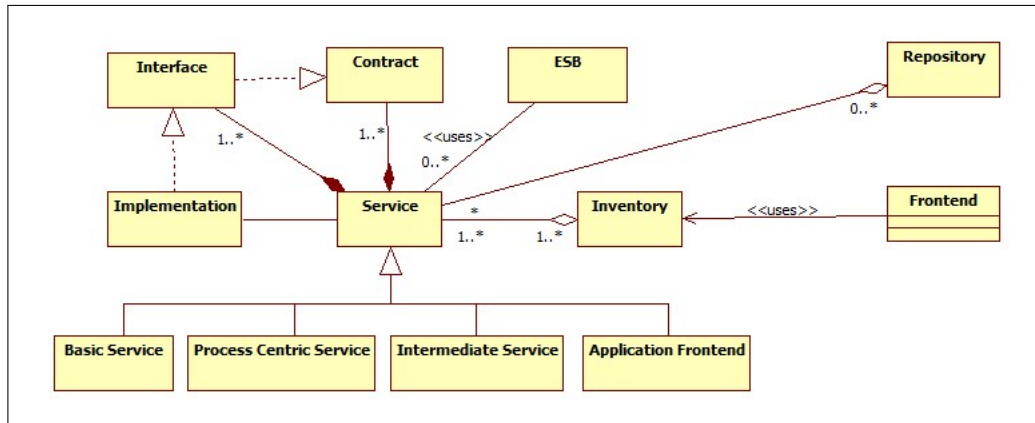 Interface
Contract
ESB
Repository
1..*
1..*
<<uses>>
0..*
0..*
Implementation
Service
*
1..*
1..*
Inventory
<<uses>>
Frontend
Basic Service
Process Centric Service
Intermediate Service
Application Frontend